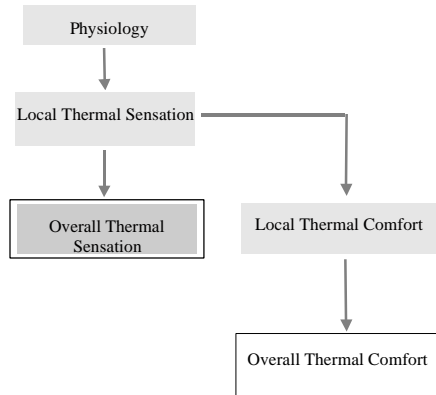 Physiology
Local Thermal Sensation
Overall Thermal
Sensation
Local Thermal Comfort
Overall Thermal Comfort